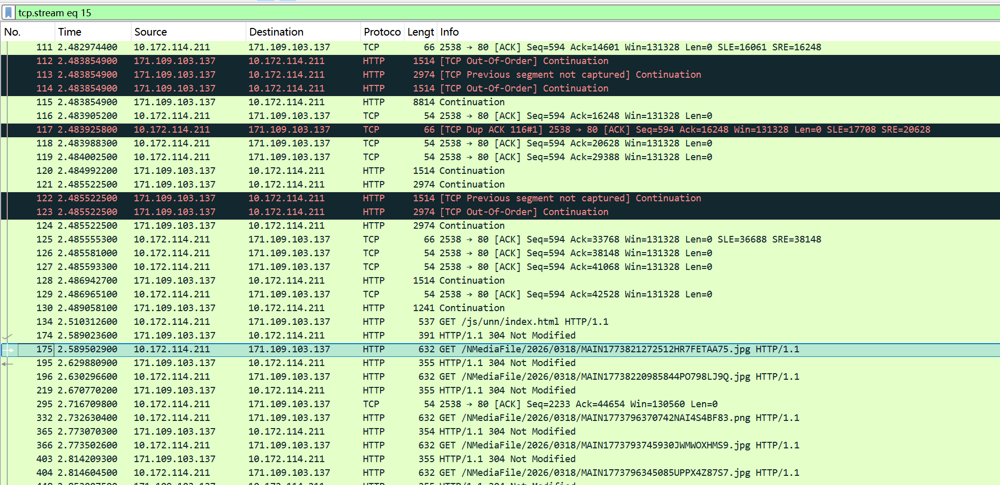 tcp.stream eq 15
No. Time Source Destination Protoco Lengt Info
111 2.482974400 10.172.114.211 171.109.103.137 TCP 66 2538 → 80 [ACK] Seq=594 Ack=14601 Win=131328 Len=0 SLE=16061 SRE=16248
112 2.483854900 171.109.103.137 10.172.114.211 HTTP 1514 [TCP Out-Of-Order] Continuation
113 2.483854900 171.109.103.137 10.172.114.211 HTTP 2974 [TCP Previous segment not captured] Continuation
114 2.483854900 171.109.103.137 10.172.114.211 HTTP 1514 [TCP Out-Of-Order] Continuation
115 2.483854900 171.109.103.137 10.172.114.211 HTTP 8814 Continuation
116 2.483905200 10.172.114.211 171.109.103.137 TCP 54 2538 → 80 [ACK] Seq=594 Ack=16248 Win=131328 Len=0
117 2.483925800 10.172.114.211 171.109.103.137 TCP 66 [TCP Dup ACK 116#1] 2538 → 80 [ACK] Seq=594 Ack=16248 Win=131328 Len=0 SLE=17708 SRE=20628
118 2.483988300 10.172.114.211 171.109.103.137 TCP 54 2538 → 80 [ACK] Seq=594 Ack=20628 Win=131328 Len=0
119 2.484002500 10.172.114.211 171.109.103.137 TCP 54 2538 → 80 [ACK] Seq=594 Ack=29388 Win=131328 Len=0
120 2.484992200 171.109.103.137 10.172.114.211 HTTP 1514 Continuation
121 2.485522500 171.109.103.137 10.172.114.211 HTTP 2974 Continuation
122 2.485522500 171.109.103.137 10.172.114.211 HTTP 1514 [TCP Previous segment not captured] Continuation
123 2.485522500 171.109.103.137 10.172.114.211 HTTP 2974 [TCP Out-Of-Order] Continuation
124 2.485522500 171.109.103.137 10.172.114.211 HTTP 2974 Continuation
125 2.485555300 10.172.114.211 171.109.103.137 TCP 66 2538 → 80 [ACK] Seq=594 Ack=33768 Win=131328 Len=0 SLE=36688 SRE=38148
126 2.485581000 10.172.114.211 171.109.103.137 TCP 54 2538 → 80 [ACK] Seq=594 Ack=38148 Win=131328 Len=0
127 2.485593300 10.172.114.211 171.109.103.137 TCP 54 2538 → 80 [ACK] Seq=594 Ack=41068 Win=131328 Len=0
128 2.486942700 171.109.103.137 10.172.114.211 HTTP 1514 Continuation
129 2.486965100 10.172.114.211 171.109.103.137 TCP 54 2538 → 80 [ACK] Seq=594 Ack=42528 Win=131328 Len=0
130 2.489058100 171.109.103.137 10.172.114.211 HTTP 1241 Continuation
134 2.510312600 10.172.114.211 171.109.103.137 HTTP 537 GET /js/unn/index.html HTTP/1.1
174 2.589023600 171.109.103.137 10.172.114.211 HTTP 391 HTTP/1.1 304 Not Modified
175 2.589502900 10.172.114.211 171.109.103.137 HTTP 632 GET /NMediaFile/2026/0318/MAIN1773821272512HR7FETAA75.jpg HTTP/1.1
195 2.629880900 171.109.103.137 10.172.114.211 HTTP 355 HTTP/1.1 304 Not Modified
196 2.630296600 10.172.114.211 171.109.103.137 HTTP 632 GET /NMediaFile/2026/0318/MAIN17738220985844PO798LJ9Q.jpg HTTP/1.1
219 2.670770200 171.109.103.137 10.172.114.211 HTTP 355 HTTP/1.1 304 Not Modified
295 2.716709800 10.172.114.211 171.109.103.137 TCP 54 2538 → 80 [ACK] Seq=2233 Ack=44654 Win=130560 Len=0
332 2.732630400 10.172.114.211 171.109.103.137 HTTP 632 GET /NMediaFile/2026/0318/MAIN1773796370742NAI4S4BF83.png HTTP/1.1
365 2.773070300 171.109.103.137 10.172.114.211 HTTP 354 HTTP/1.1 304 Not Modified
366 2.773502600 10.172.114.211 171.109.103.137 HTTP 632 GET /NMediaFile/2026/0318/MAIN1773793745930JWMWOXHMS9.jpg HTTP/1.1
403 2.814209300 171.109.103.137 10.172.114.211 HTTP 355 HTTP/1.1 304 Not Modified
404 2.814604500 10.172.114.211 171.109.103.137 HTTP 632 GET /NMediaFile/2026/0318/MAIN1773796345085UPPX4Z87S7.jpg HTTP/1.1